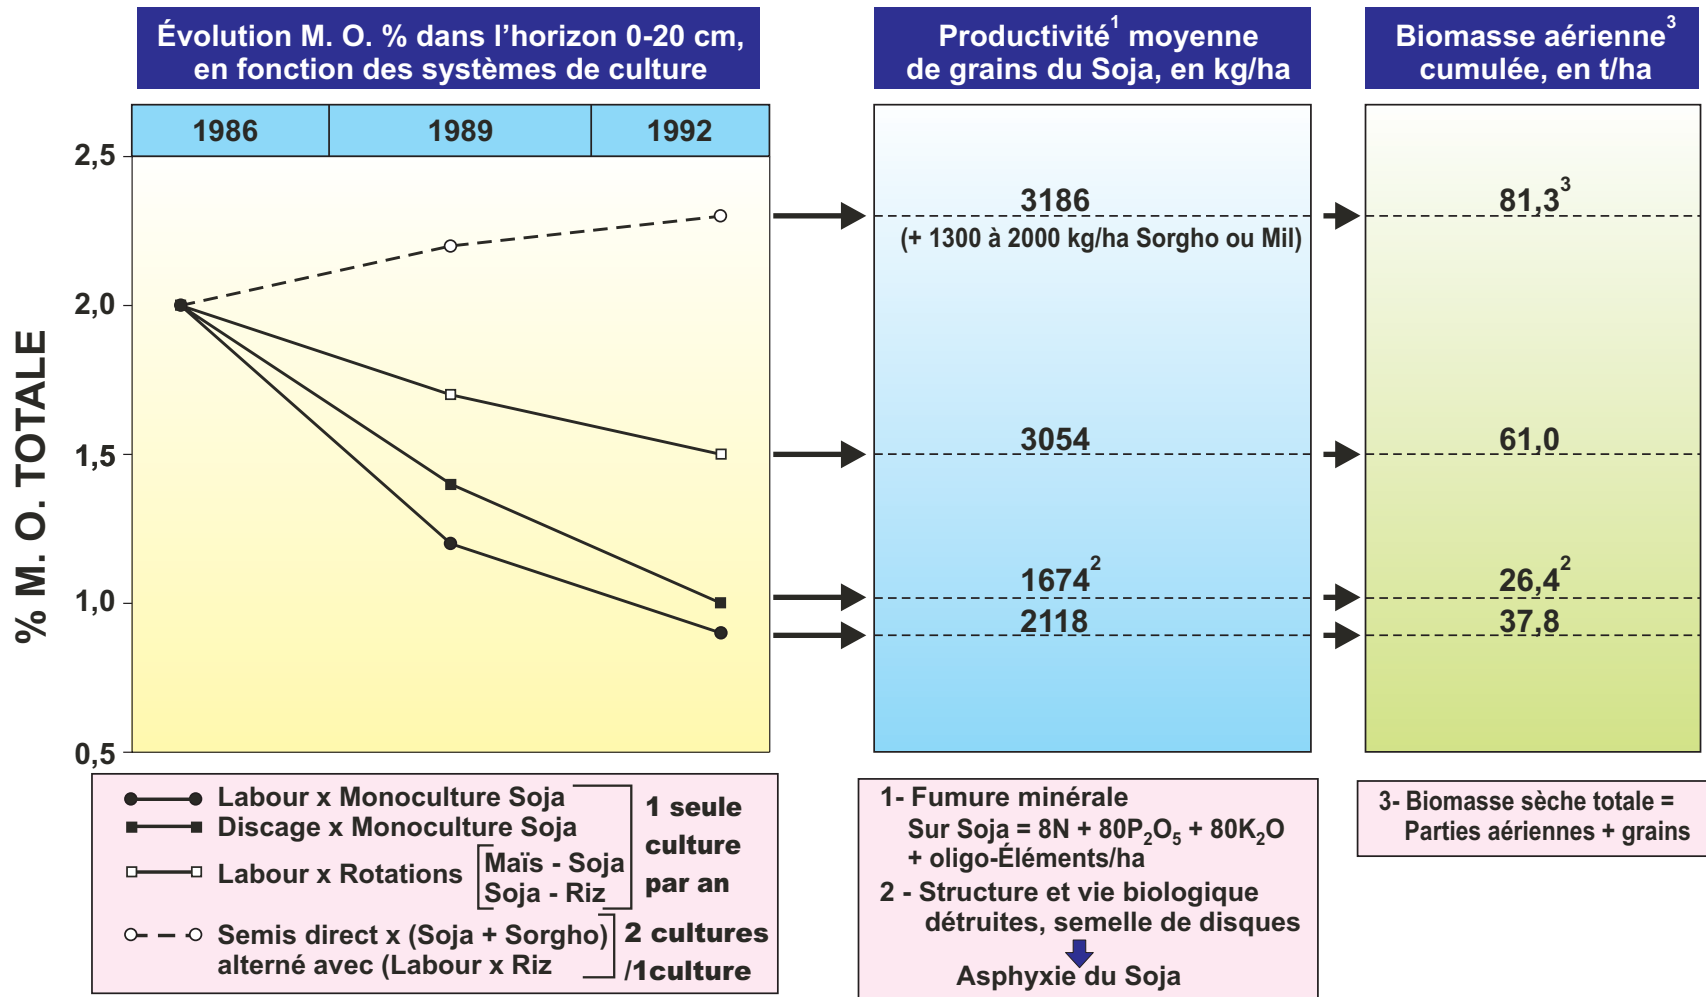 Évolution M. O. % dans l'horizon 0-20 cm,
en fonction des systèmes de culture
Productivité¹ moyenne
de grains du Soja, en kg/ha
Biomasse aérienne³
cumulée, en t/ha
1986 1989 1992
% M. O. TOTALE
2,5
2,0
1,5
1,0
0,5
3186
(+ 1300 à 2000 kg/ha Sorgho ou Mil)
3054
1674²
2118
81,3³
61,0
26,4²
37,8
Labour x Monoculture Soja
Discage x Monoculture Soja
Labour x Rotations
Maïs - Soja
Soja - Riz
1 seule
culture
par an
Semis direct x (Soja + Sorgho)
alterné avec (Labour x Riz
2 cultures
/1culture
1- Fumure minérale
Sur Soja = 8N + 80P₂O₅ + 80K₂O
+ oligo-Éléments/ha
2 - Structure et vie biologique
détruites, semelle de disques
Asphyxie du Soja
3- Biomasse sèche totale =
Parties aériennes + grains